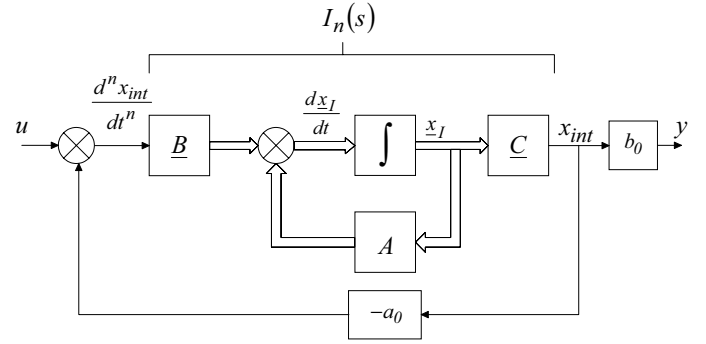 I_n(s)
d^n x_int / dt^n
u
B
d x_I / dt
∫
x_I
C
x_int
b_0
y
A
-a_0